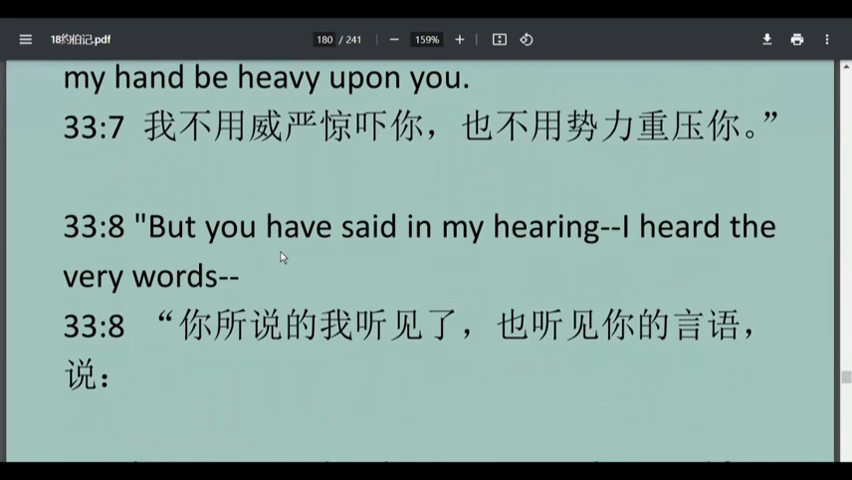 18约伯记.pdf
180 / 241
159%
my hand be heavy upon you.
33:7 我不用威严惊吓你，也不用势力重压你。”
33:8 "But you have said in my hearing--I heard the
very words--
33:8 “你所说的我听见了，也听见你的言语，
说：